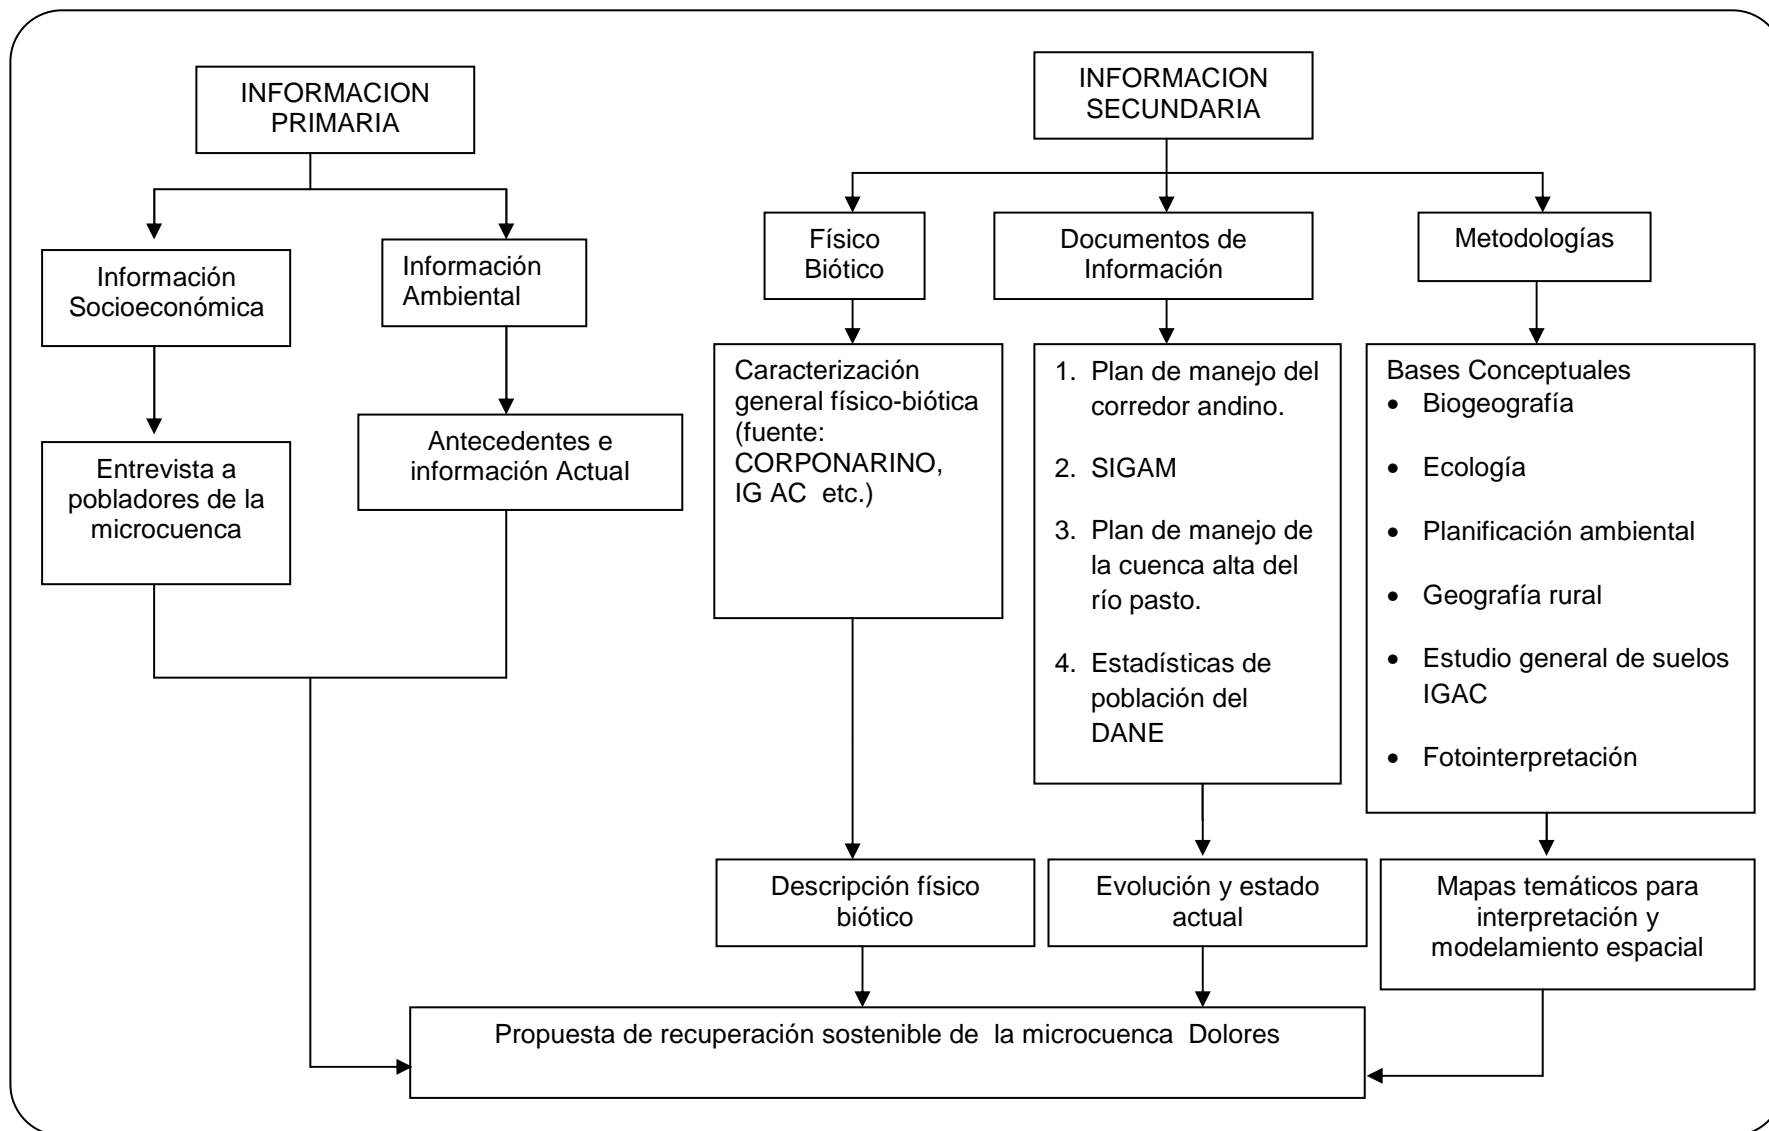 INFORMACION
PRIMARIA
INFORMACION
SECUNDARIA
Información
Socioeconómica
Información
Ambiental
Físico
Biótico
Documentos de
Información
Metodologías
Entrevista a
pobladores de la
microcuenca
Antecedentes e
información Actual
Caracterización
general físico-biótica
(fuente:
CORPONARINO,
IG AC etc.)
1. Plan de manejo del
corredor andino.
2. SIGAM
3. Plan de manejo de
la cuenca alta del
río pasto.
4. Estadísticas de
población del
DANE
Bases Conceptuales
• Biogeografía
• Ecología
• Planificación ambiental
• Geografía rural
• Estudio general de suelos
IGAC
• Fotointerpretación
Descripción físico
biótico
Evolución y estado
actual
Mapas temáticos para
interpretación y
modelamiento espacial
Propuesta de recuperación sostenible de la microcuenca Dolores